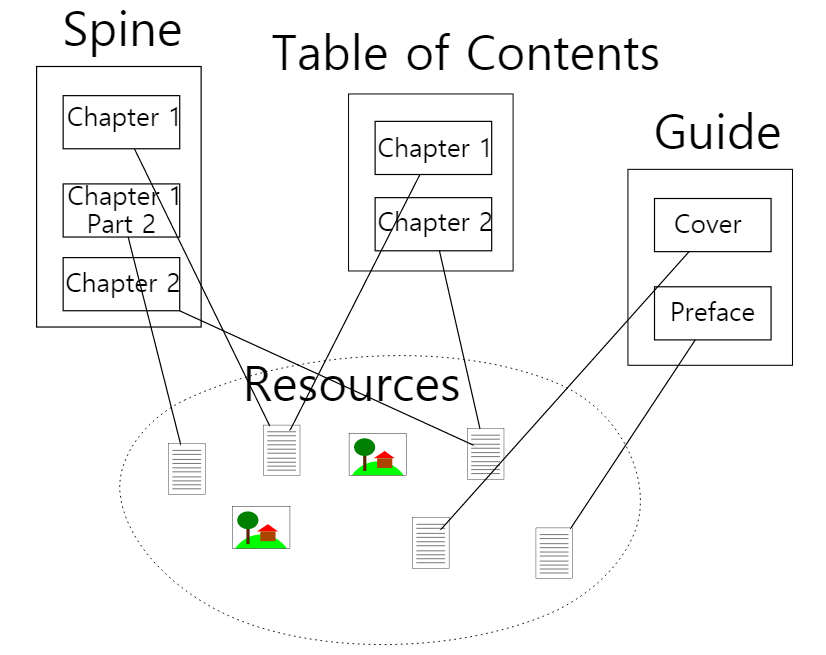 Spine
Chapter 1
Chapter 1
Part 2
Chapter 2
Table of Contents
Chapter 1
Chapter 2
Guide
Cover
Preface
Resources